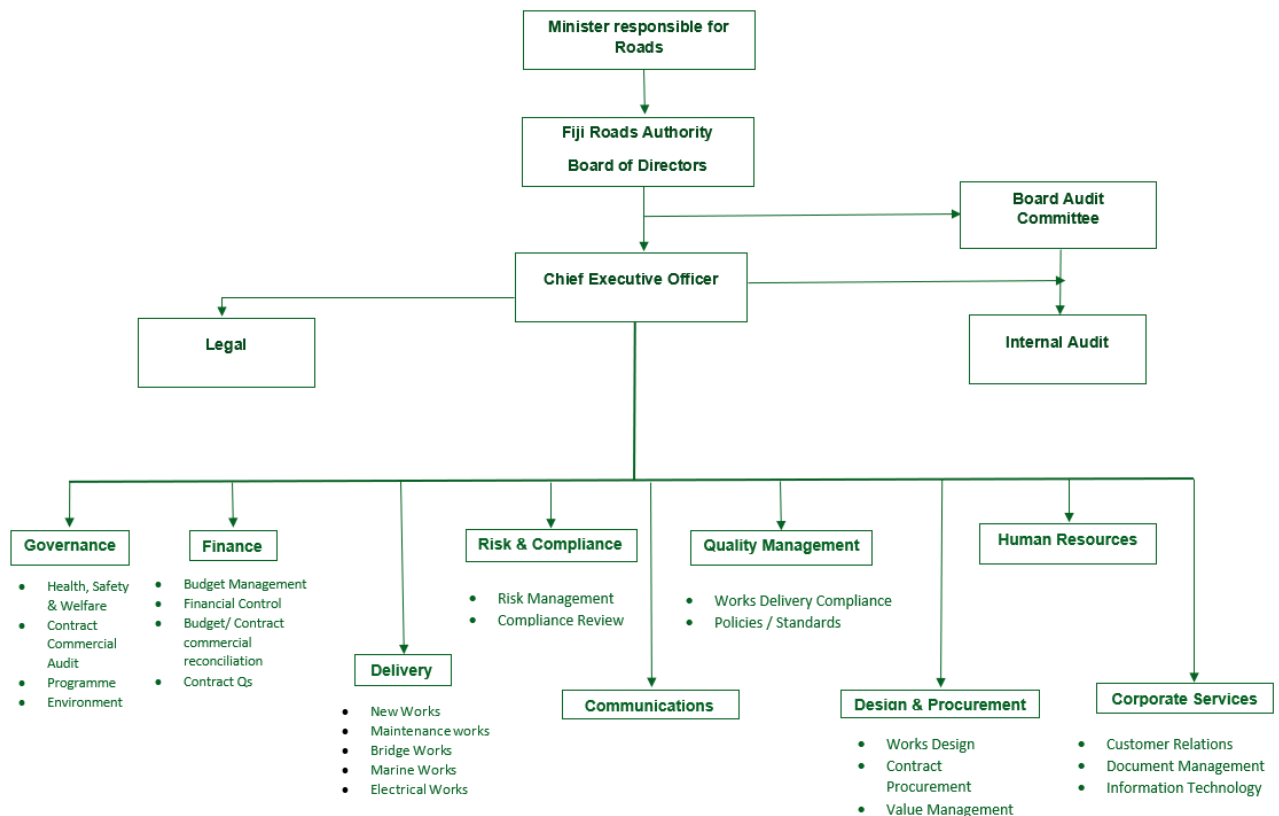 Minister responsible for
Roads
Fiji Roads Authority
Board of Directors
Board Audit
Committee
Chief Executive Officer
Legal
Internal Audit
Governance
• Health, Safety
& Welfare
• Contract
Commercial
Audit
• Programme
• Environment
Finance
• Budget Management
• Financial Control
• Budget/ Contract
commercial
reconciliation
• Contract Qs
Delivery
• New Works
• Maintenance works
• Bridge Works
• Marine Works
• Electrical Works
Risk & Compliance
• Risk Management
• Compliance Review
Communications
Quality Management
• Works Delivery Compliance
• Policies / Standards
Design & Procurement
• Works Design
• Contract
Procurement
• Value Management
Human Resources
Corporate Services
• Customer Relations
• Document Management
• Information Technology